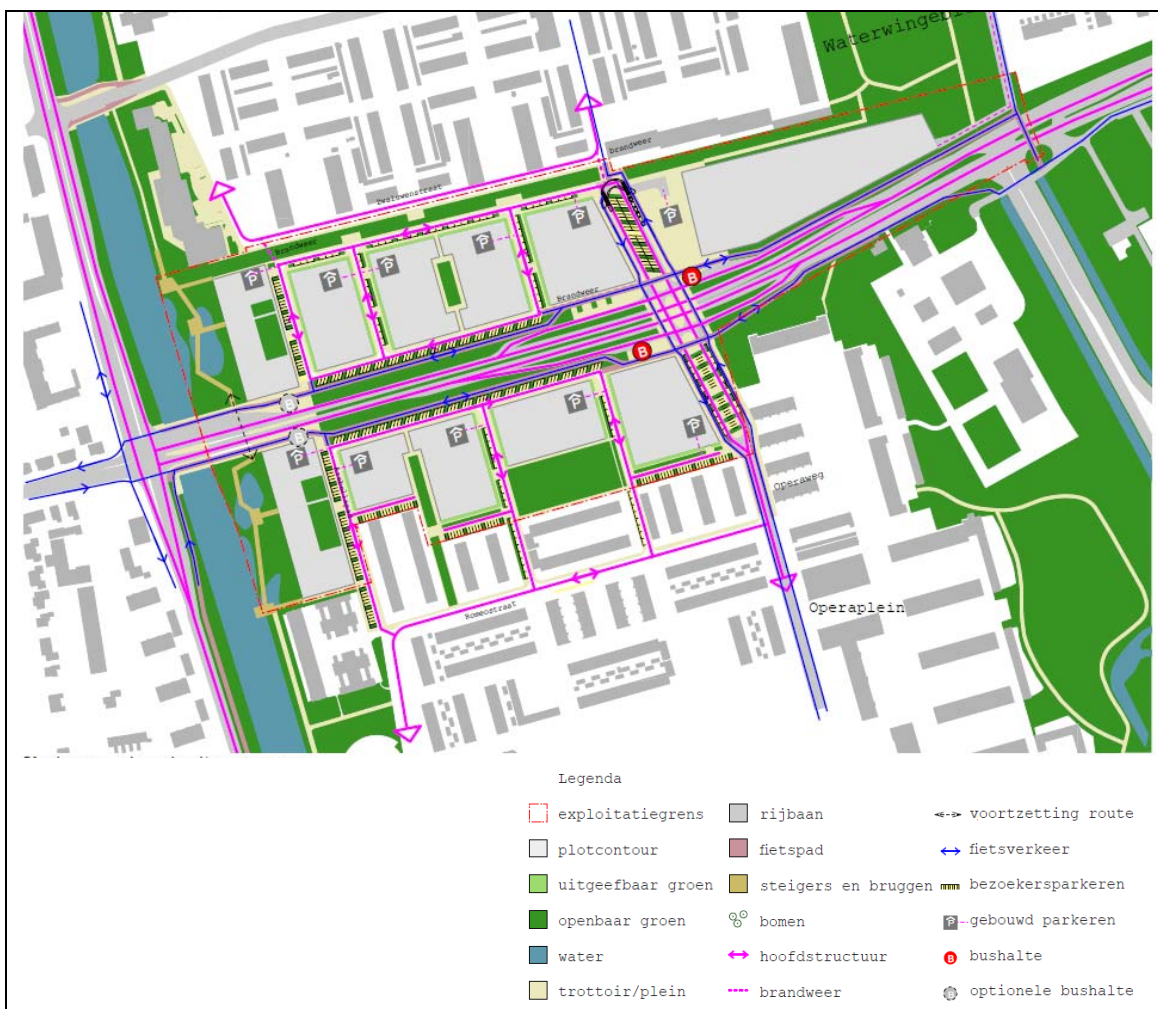 Waterwingebi
brandweer
Zwaluwenstraat
Brandweer
Brandweer
B
B
B
B
Operaweg
Operaplein
Romeostraat
Legenda
exploitatiegrens
rijbaan
voortzetting route
plotcontour
fietspad
fietsverkeer
uitgeefbaar groen
steigers en bruggen
bezoekersparkeren
openbaar groen
bomen
gebouwd parkeren
water
hoofdstructuur
B bushalte
trottoir/plein
brandweer
B optionele bushalte